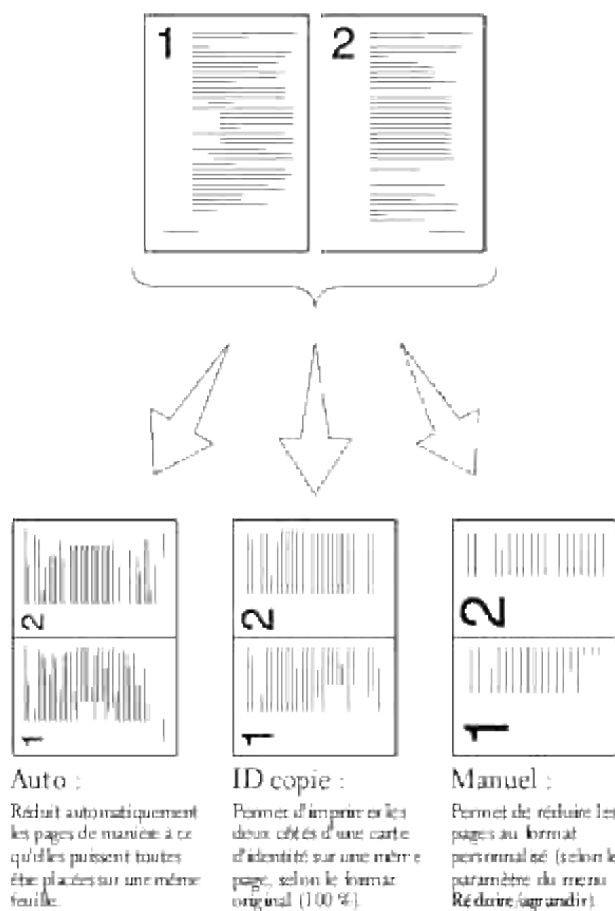 1 2
2 2 2
1 1 1
Auto :
Réduit automatiquement
les pages de manière à ce
qu'elles puissent toutes
être placées sur une même
feuille.
ID copie :
Permet d'imprimer les
deux côtés d'une carte
d'identité sur une même
page, selon le format
original (100 %).
Manuel :
Permet de réduire les
pages au format
personnalisé (selon le
paramètre du menu
Réduire/agrandir)